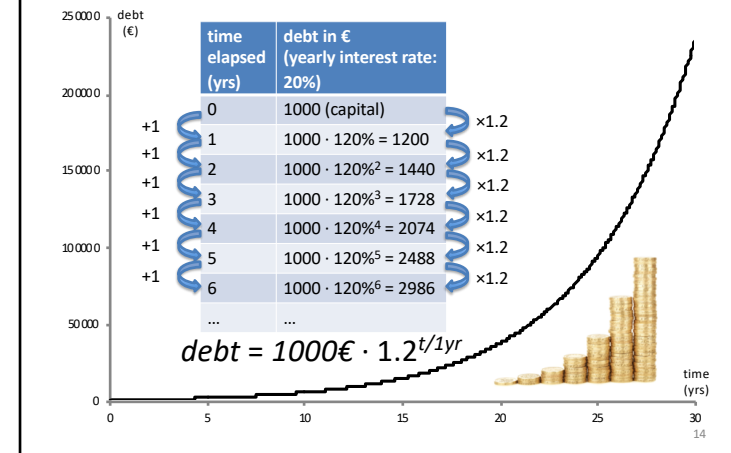 250000
debt
(€)
200000
150000
100000
50000
0
0 5 10 15 20 25 30
time
(yrs)
time elapsed (yrs)
debt in €
(yearly interest rate: 20%)
0 1000 (capital)
1 1000 · 120% = 1200
2 1000 · 120%² = 1440
3 1000 · 120%³ = 1728
4 1000 · 120%⁴ = 2074
5 1000 · 120%⁵ = 2488
6 1000 · 120%⁶ = 2986
... ...
+1 ×1.2
+1 ×1.2
+1 ×1.2
+1 ×1.2
+1 ×1.2
+1 ×1.2
debt = 1000€ · 1.2^{t/1yr}
14